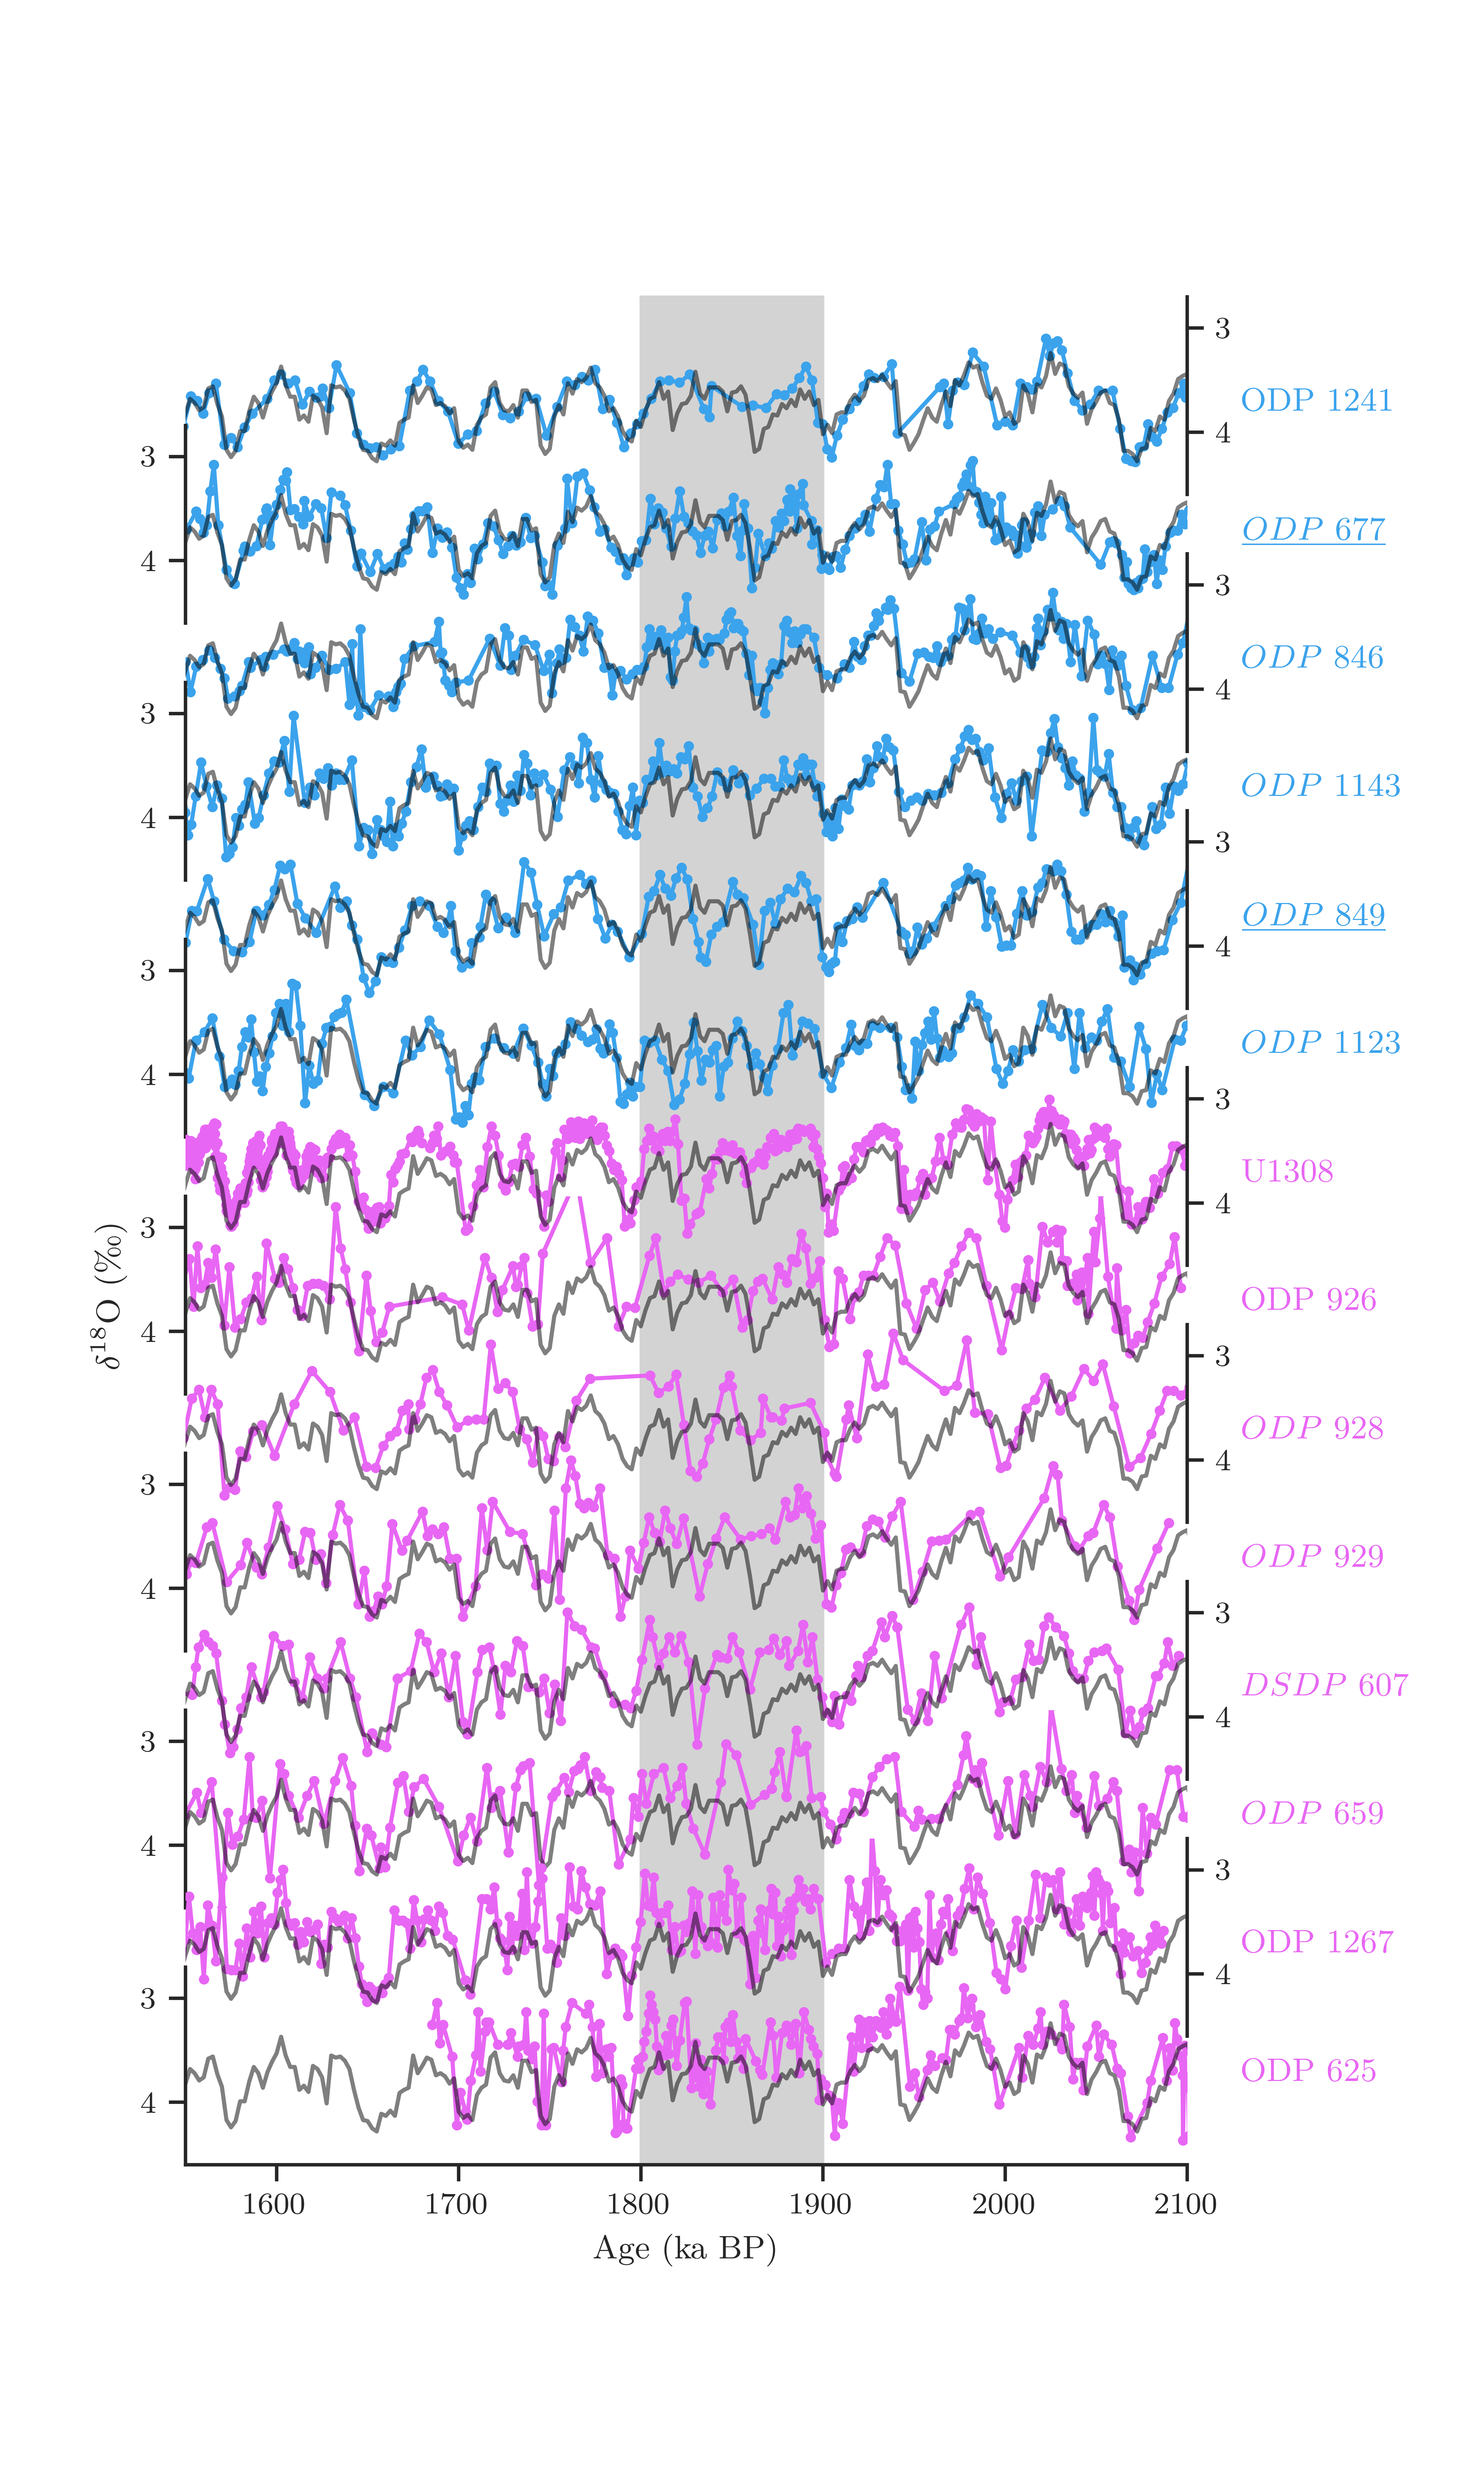 3
ODP 1241
4
3
ODP 677
4
3
ODP 846
4
3
ODP 1143
4
3
ODP 849
4
3
ODP 1123
4
3
U1308
4
3
ODP 926
4
3
ODP 928
4
3
ODP 929
4
3
DSDP 607
4
3
ODP 659
4
3
ODP 1267
4
3
ODP 625
4
δ¹⁸O (‰)
1600 1700 1800 1900 2000 2100
Age (ka BP)